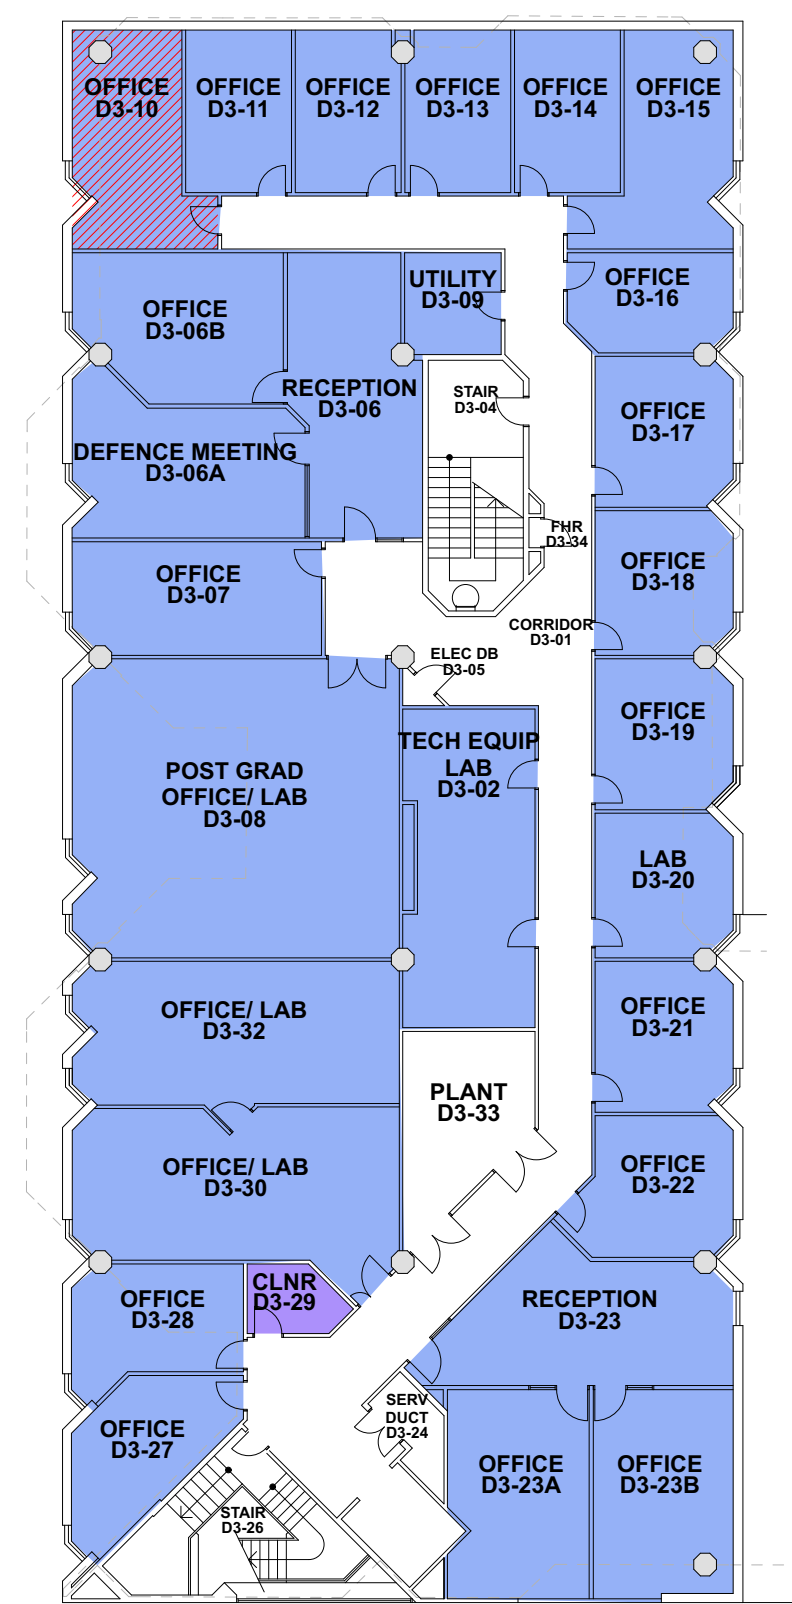 OFFICE
D3-10
OFFICE
D3-11
OFFICE
D3-12
OFFICE
D3-13
OFFICE
D3-14
OFFICE
D3-15
OFFICE
D3-06B
UTILITY
D3-09
OFFICE
D3-16
RECEPTION
D3-06
STAIR
D3-04
OFFICE
D3-17
DEFENCE MEETING
D3-06A
FHR
D3-34
OFFICE
D3-07
OFFICE
D3-18
CORRIDOR
D3-01
ELEC DB
D3-05
OFFICE
D3-19
TECH EQUIP
LAB
D3-02
POST GRAD
OFFICE/ LAB
D3-08
LAB
D3-20
OFFICE/ LAB
D3-32
OFFICE
D3-21
PLANT
D3-33
OFFICE/ LAB
D3-30
OFFICE
D3-22
CLNR
D3-29
OFFICE
D3-28
RECEPTION
D3-23
SERV
DUCT
D3-24
OFFICE
D3-27
OFFICE
D3-23A
OFFICE
D3-23B
STAIR
D3-26